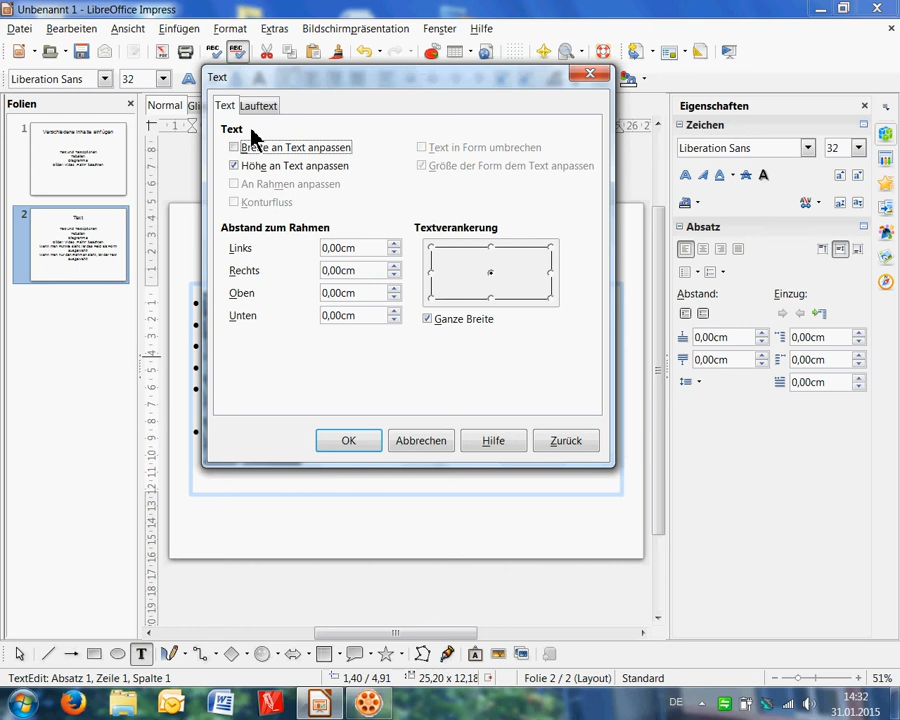 Unbenannt 1 - LibreOffice Impress
Datei Bearbeiten Ansicht Einfügen Format Extras Bildschirmpräsentation Fenster Hilfe
Liberation Sans 32
Folien
Normal
Text
Text Lauftext
Text
Breite an Text anpassen
Höhe an Text anpassen
An Rahmen anpassen
Konturfluss
Text in Form umbrechen
Größe der Form dem Text anpassen
Abstand zum Rahmen
Links 0,00cm
Rechts 0,00cm
Oben 0,00cm
Unten 0,00cm
Textverankerung
Ganze Breite
OK Abbrechen Hilfe Zurück
1
Verschiedene Inhalte einfügen
2
Text
Eigenschaften
Zeichen
Liberation Sans 32
Absatz
Abstand: Einzug:
0,00cm 0,00cm
0,00cm 0,00cm
0,00cm
TextEdit: Absatz 1, Zeile 1, Spalte 1 1,40 / 4,91 25,20 x 12,18 Folie 2 / 2 (Layout) Standard 51%
DE 14:32
31.01.2015